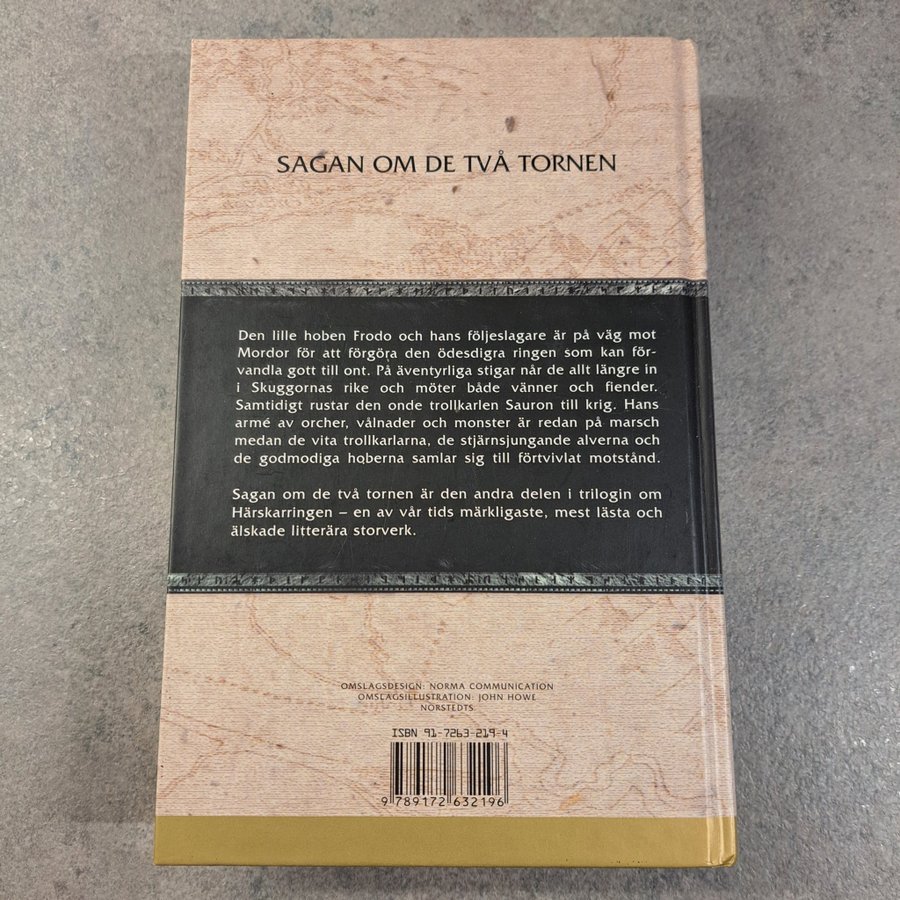 SAGAN OM DE TVÅ TORNEN
Den lille hoben Frodo och hans följeslagare är på väg mot
Mordor för att förgöra den ödesdigra ringen som kan för-
vandla gott till ont. På äventyrliga stigar når de allt längre in
i Skuggornas rike och möter både vänner och fiender.
Samtidigt rustar den onde trollkarlen Sauron till krig. Hans
armé av orcher, vålnader och monster är redan på marsch
medan de vita trollkarlarna, de stjärnsjungande alverna och
de godmodiga hoberna samlar sig till förtvivlat motstånd.
Sagan om de två tornen är den andra delen i trilogin om
Härskarringen – en av vår tids märkligaste, mest lästa och
älskade litterära storverk.
OMSLAGSDESIGN: NORMA COMMUNICATION
OMSLAGSILLUSTRATION: JOHN HOWE
NORSTEDTS
ISBN 91-7263-219-4
9 789172 632196